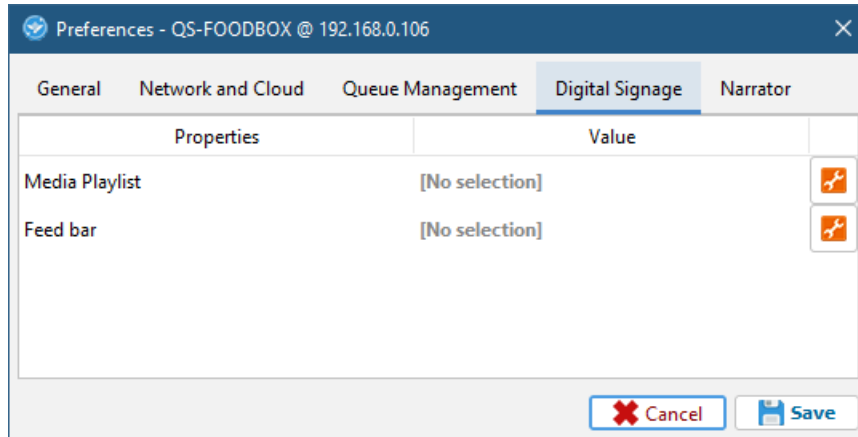 Preferences - QS-FOODBOX @ 192.168.0.106
General Network and Cloud Queue Management Digital Signage Narrator
Properties Value
Media Playlist [No selection]
Feed bar [No selection]
Cancel Save